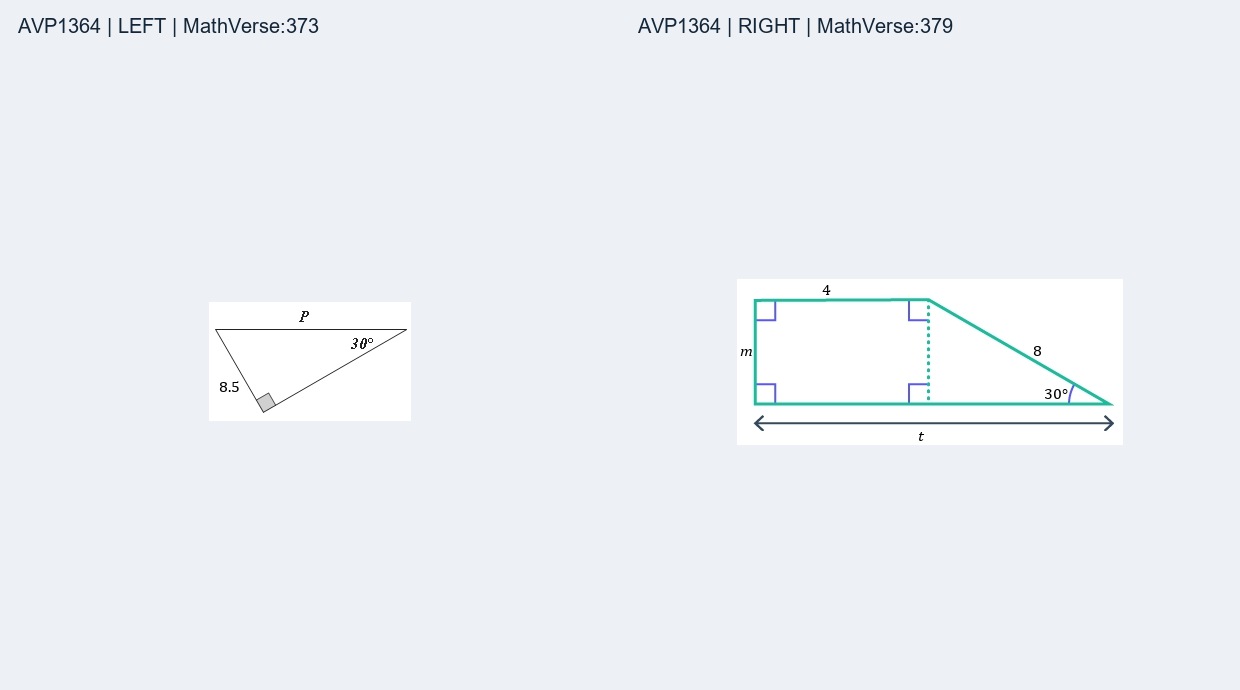 AVP1364 | LEFT | MathVerse:373
P
30°
8.5
AVP1364 | RIGHT | MathVerse:379
4
m
8
30°
t